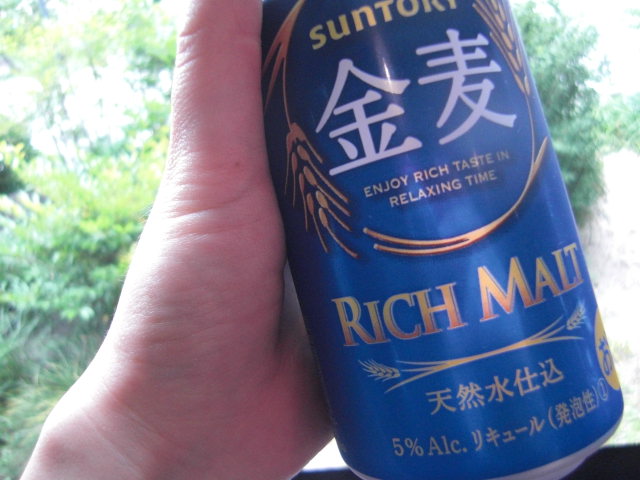 SUNTORY
金麦
ENJOY RICH TASTE IN
RELAXING TIME
RICH MALT
天然水仕込
5% Alc. リキュール(発泡性)①
お